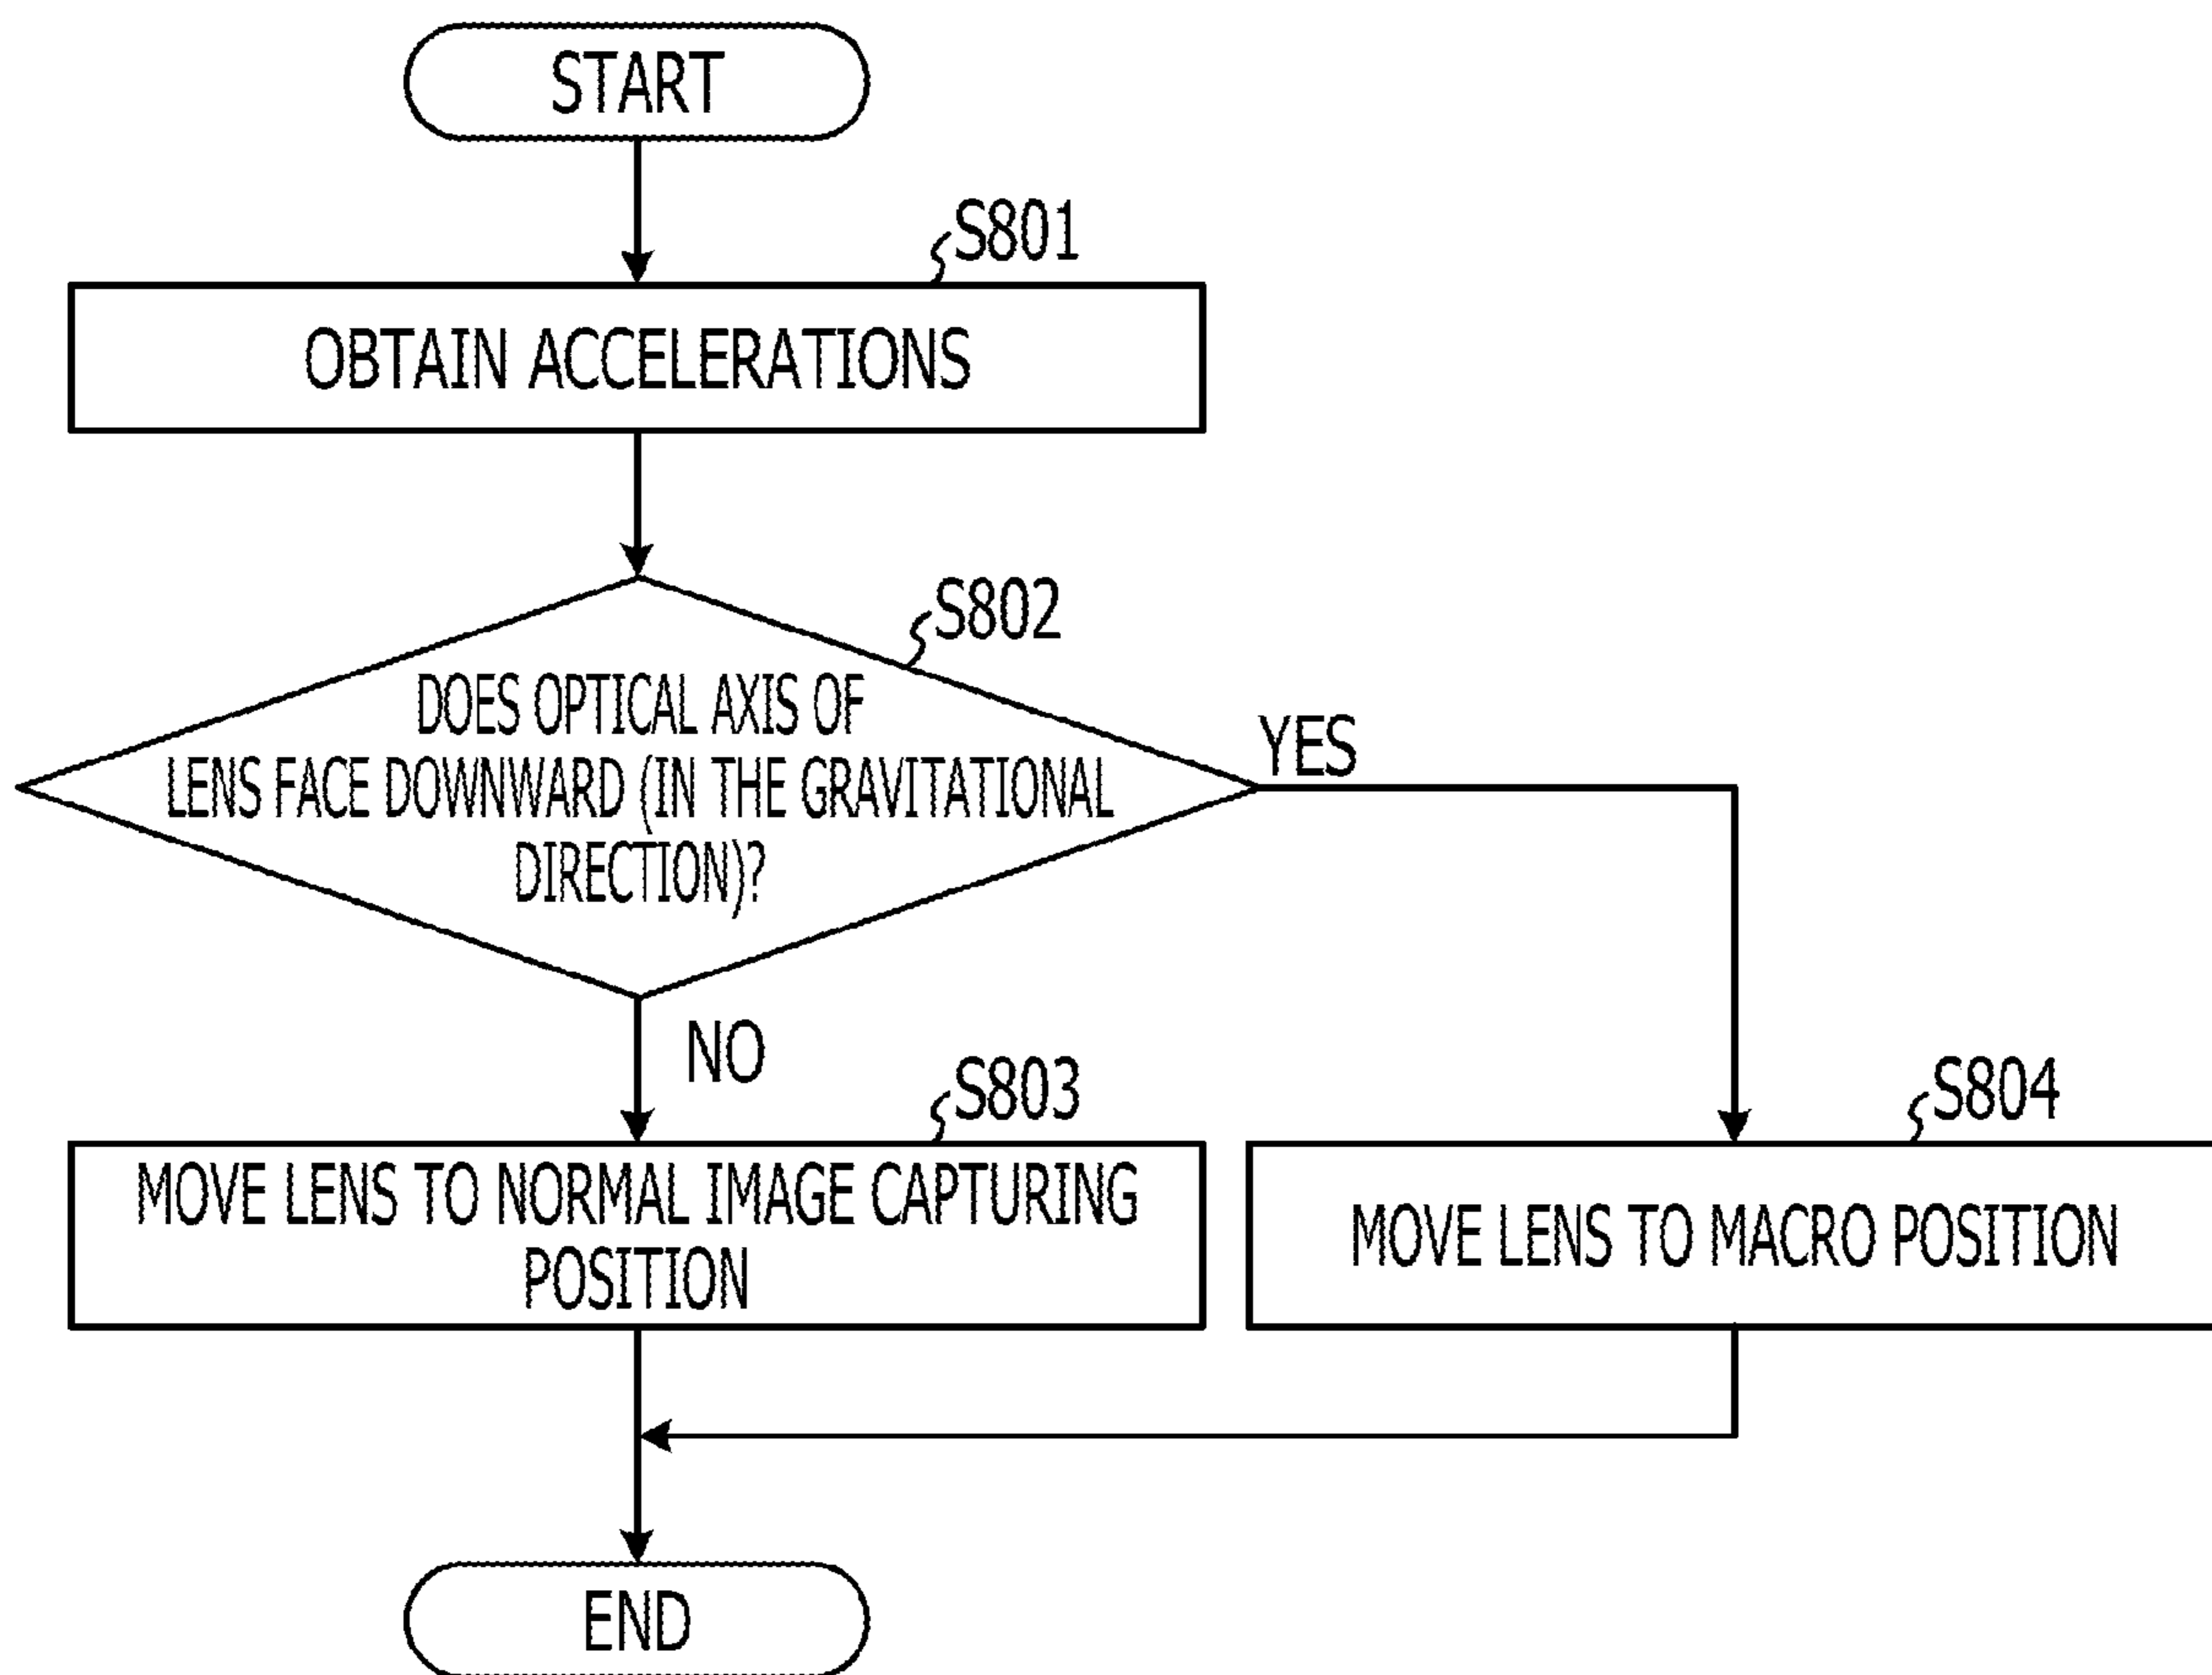 START
S801
OBTAIN ACCELERATIONS
S802
DOES OPTICAL AXIS OF
LENS FACE DOWNWARD (IN THE GRAVITATIONAL
DIRECTION)?
YES
NO
S803
MOVE LENS TO NORMAL IMAGE CAPTURING
POSITION
S804
MOVE LENS TO MACRO POSITION
END